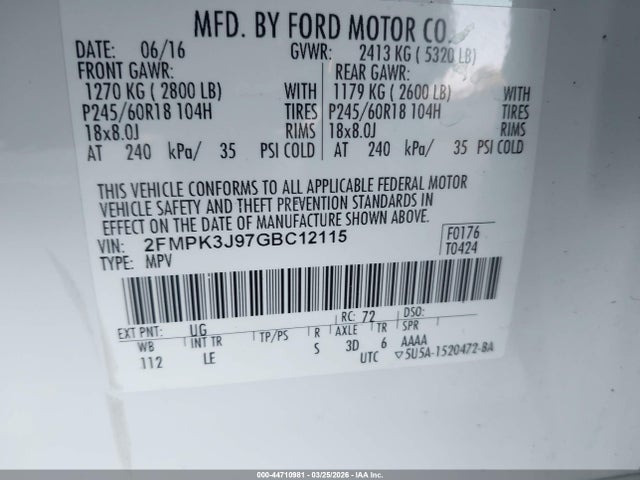 MFD. BY FORD MOTOR CO.
DATE: 06/16 GVWR: 2413 KG ( 5320 LB)
FRONT GAWR: REAR GAWR:
1270 KG ( 2800 LB) WITH 1179 KG ( 2600 LB) WITH
P245/60R18 104H TIRES P245/60R18 104H TIRES
18x8.0J RIMS 18x8.0J RIMS
AT 240 kPa/ 35 PSI COLD AT 240 kPa/ 35 PSI COLD
THIS VEHICLE CONFORMS TO ALL APPLICABLE FEDERAL MOTOR
VEHICLE SAFETY AND THEFT PREVENTION STANDARDS IN
EFFECT ON THE DATE OF MANUFACTURE SHOWN ABOVE.
VIN: 2FMPK3J97GBC12115 F0176
TYPE: MPV T0424
EXT PNT: UG RC: 72 DSO:
WB INT TR TP/PS R AXLE TR SPR
112 LE S 3D 6 AAAA
UTC ▽5U5A-1520472-BA
000-44710981 - 03/25/2026 - IAA Inc.